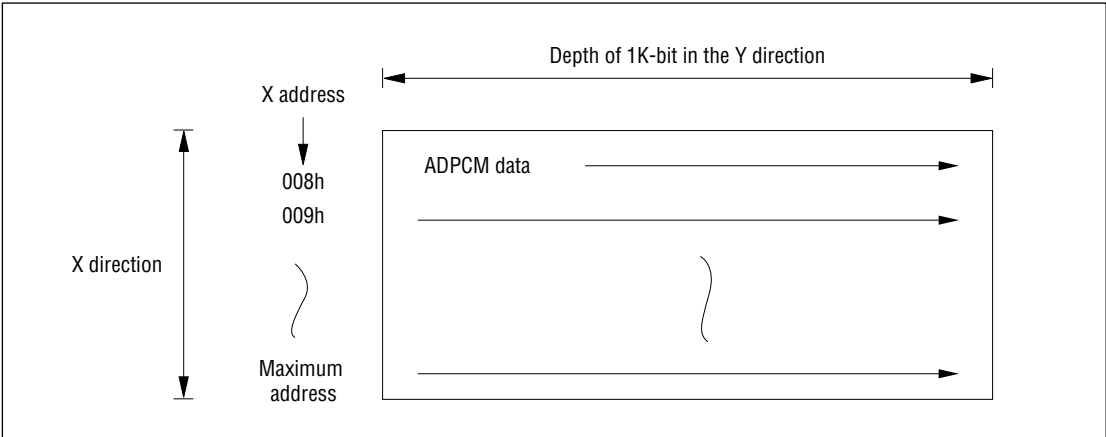 Depth of 1K-bit in the Y direction
X address
008h
009h
ADPCM data
X direction
Maximum
address